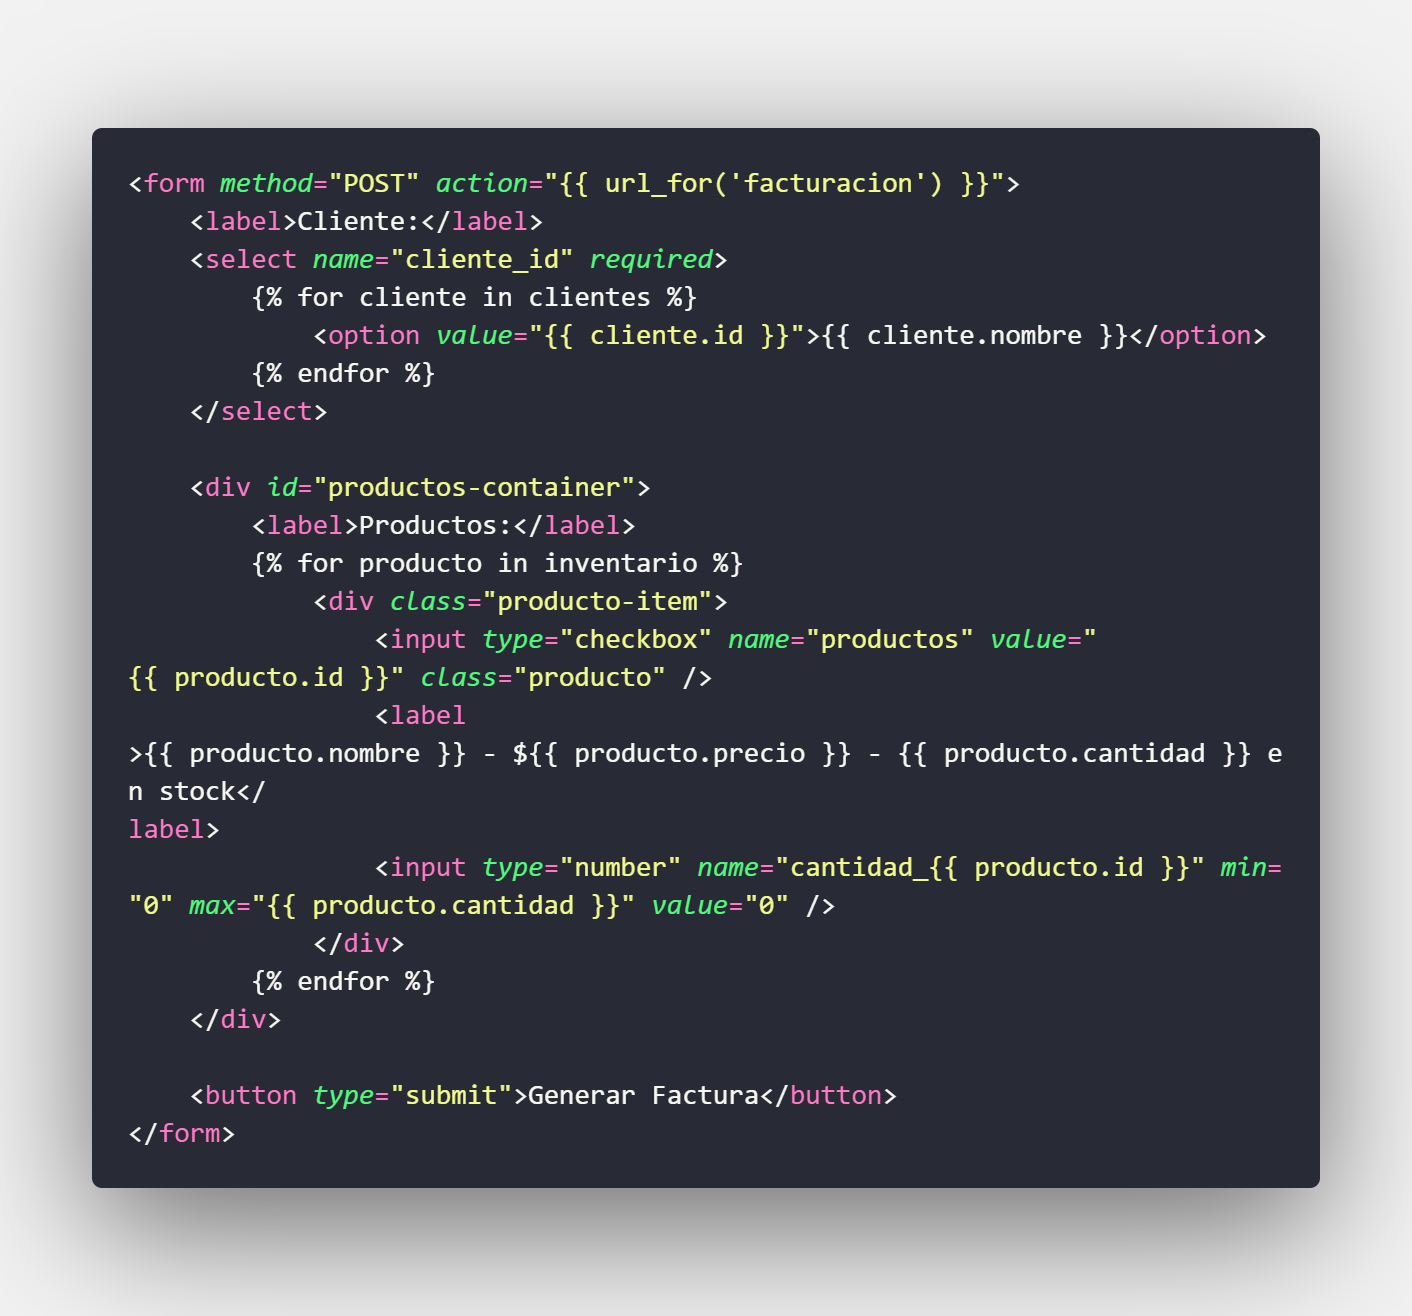 <form method="POST" action="{{ url_for('facturacion') }}">
    <label>Cliente:</label>
    <select name="cliente_id" required>
        {% for cliente in clientes %}
            <option value="{{ cliente.id }}">{{ cliente.nombre }}</option>
        {% endfor %}
    </select>

    <div id="productos-container">
        <label>Productos:</label>
        {% for producto in inventario %}
            <div class="producto-item">
                <input type="checkbox" name="productos" value="
{{ producto.id }}" class="producto" />
                <label
>{{ producto.nombre }} - ${{ producto.precio }} - {{ producto.cantidad }} e
n stock</
label>
                <input type="number" name="cantidad_{{ producto.id }}" min=
"0" max="{{ producto.cantidad }}" value="0" />
            </div>
        {% endfor %}
    </div>

    <button type="submit">Generar Factura</button>
</form>